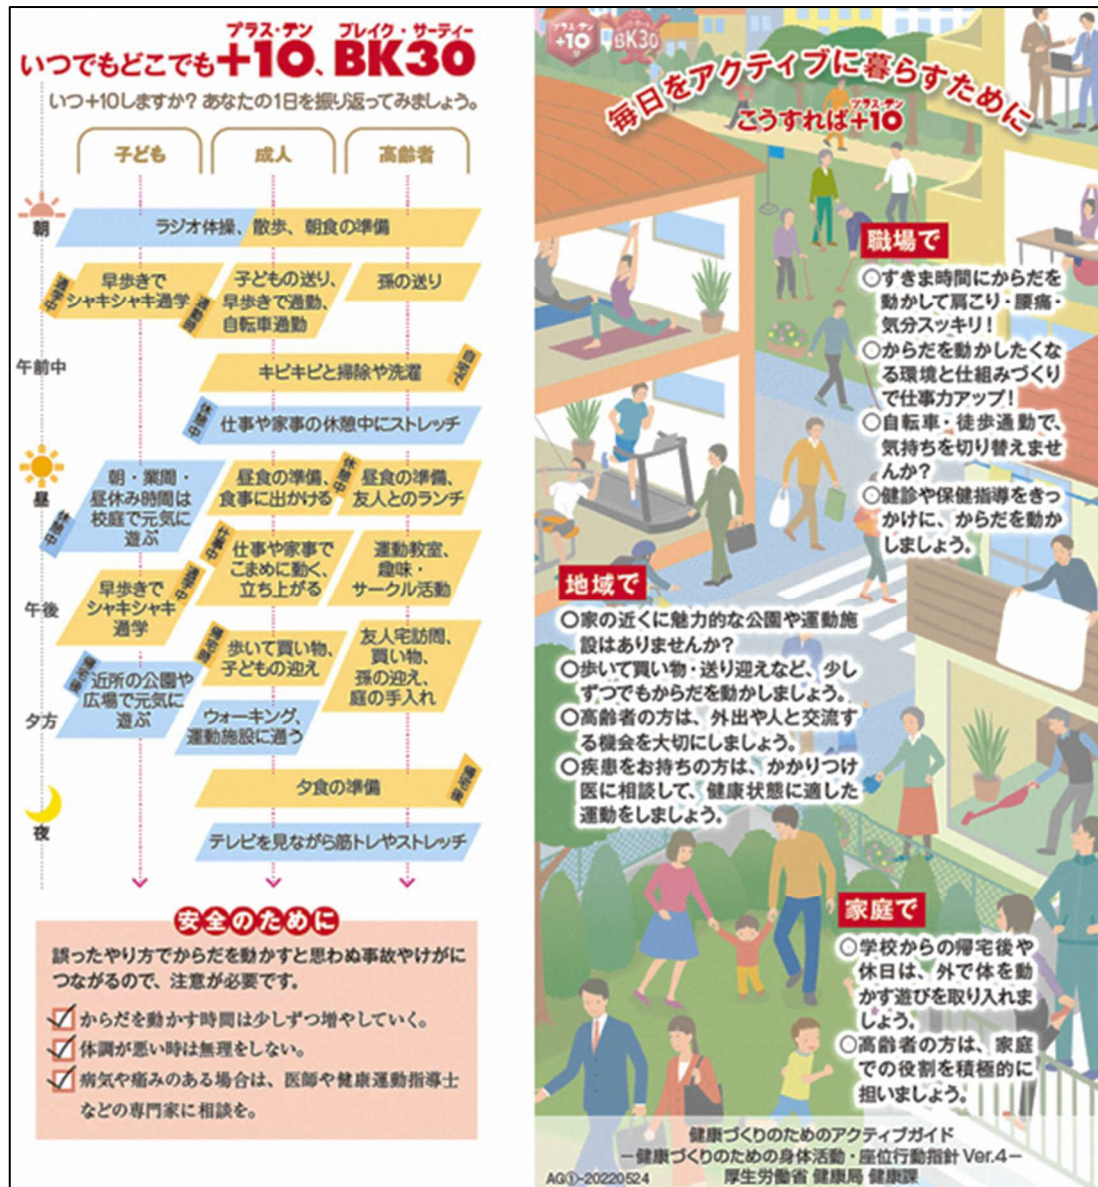 プラス・テン ブレイク・サーティー
いつでもどこでも+10、BK30
いつ+10しますか？ あなたの1日を振り返ってみましょう。
子ども 成人 高齢者
朝
ラジオ体操、散歩、朝食の準備
通学中
早歩きで
シャキシャキ通学
通勤時
子どもの送り、
早歩きで通勤、
自転車通勤
孫の送り
午前中
キビキビと掃除や洗濯
自宅で
休憩中
仕事や家事の休憩中にストレッチ
昼
朝・業間・
昼休み時間は
校庭で元気に
遊ぶ
休憩中
昼食の準備、
食事に出かける
休憩中
昼食の準備、
友人とのランチ
仕事中
仕事や家事で
こまめに動く、
立ち上がる
運動教室、
趣味・
サークル活動
午後
早歩きで
シャキシャキ
通学
通学中
帰宅時
歩いて買い物、
子どもの迎え
友人宅訪問、
買い物、
孫の迎え、
庭の手入れ
帰宅後
近所の公園や
広場で元気に
遊ぶ
夕方
ウォーキング、
運動施設に通う
夕食の準備
帰宅後
夜
テレビを見ながら筋トレやストレッチ
安全のために
誤ったやり方でからだを動かすと思わぬ事故やけがに
つながるので、注意が必要です。
からだを動かす時間は少しずつ増やしていく。
体調が悪い時は無理をしない。
病気や痛みのある場合は、医師や健康運動指導士
などの専門家に相談を。
プラス・テン
+10
分
ブレイク・サーティー
BK30
毎日をアクティブに暮らすために
プラス・テン
こうすれば+10
職場で
○すきま時間にからだを
動かして肩こり・腰痛・
気分スッキリ！
○からだを動かしたくな
る環境と仕組みづくり
で仕事力アップ！
○自転車・徒歩通勤で、
気持ちを切り替えませ
んか？
○健診や保健指導をきっ
かけに、からだを動か
しましょう。
地域で
○家の近くに魅力的な公園や運動施
設はありませんか？
○歩いて買い物・送り迎えなど、少し
ずつでもからだを動かしましょう。
○高齢者の方は、外出や人と交流す
る機会を大切にしましょう。
○疾患をお持ちの方は、かかりつけ
医に相談して、健康状態に適した
運動をしましょう。
家庭で
○学校からの帰宅後や
休日は、外で体を動
かす遊びを取り入れま
しょう。
○高齢者の方は、家庭
での役割を積極的に
担いましょう。
健康づくりのためのアクティブガイド
－健康づくりのための身体活動・座位行動指針 Ver.4－
AG①-20220524 厚生労働省 健康局 健康課